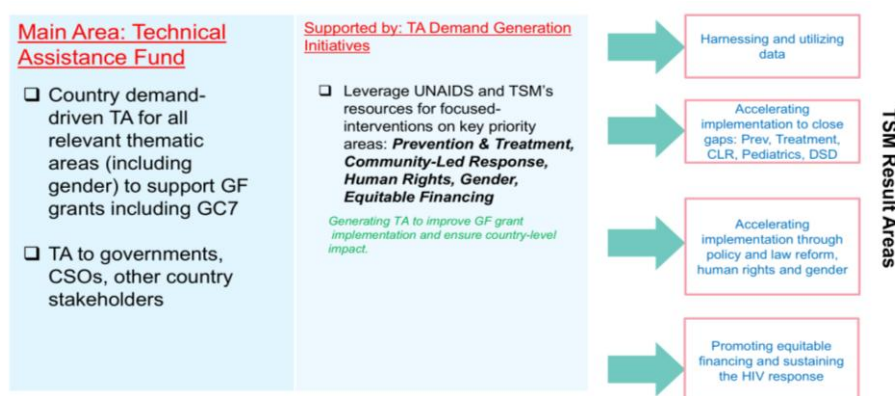 Main Area: Technical
Assistance Fund
❑ Country demand-
driven TA for all
relevant thematic
areas (including
gender) to support GF
grants including GC7
❑ TA to governments,
CSOs, other country
stakeholders
Supported by: TA Demand Generation
Initiatives
❑ Leverage UNAIDS and TSM's
resources for focused-
interventions on key priority
areas: Prevention & Treatment,
Community-Led Response,
Human Rights, Gender,
Equitable Financing
Generating TA to improve GF grant
implementation and ensure country-level
impact.
Harnessing and utilizing
data
Accelerating
implementation to close
gaps: Prev, Treatment,
CLR, Pediatrics, DSD
Accelerating
implementation through
policy and law reform,
human rights and gender
Promoting equitable
financing and sustaining
the HIV response
TSM Result Areas